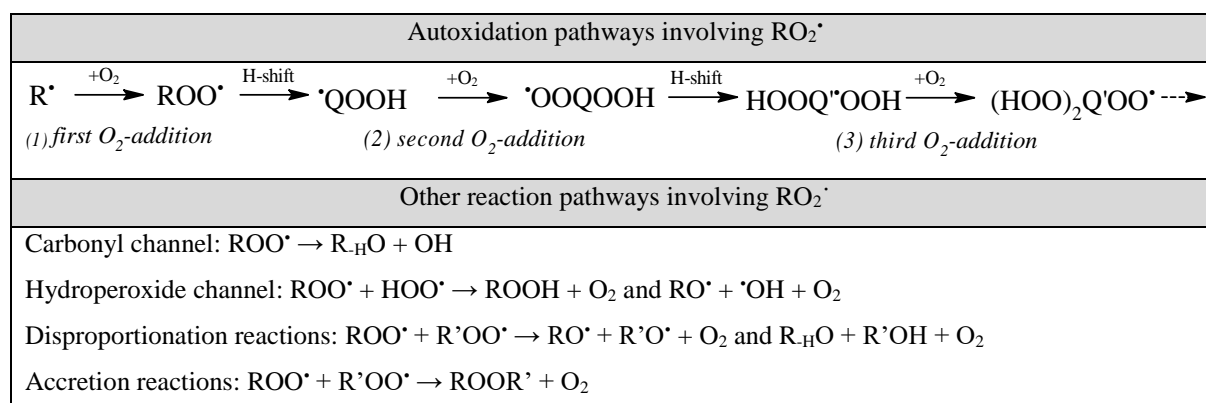 Autoxidation pathways involving RO₂•
R• +O₂ ROO• H-shift •QOOH +O₂ •OOQOOH H-shift HOOQ'•OOH +O₂ (HOO)₂Q'OO•
(1) first O₂-addition (2) second O₂-addition (3) third O₂-addition
Other reaction pathways involving RO₂•
Carbonyl channel: ROO• → R₋HO + OH
Hydroperoxide channel: ROO• + HOO• → ROOH + O₂ and RO• + •OH + O₂
Disproportionation reactions: ROO• + R’OO• → RO• + R’O• + O₂ and R₋HO + R’OH + O₂
Accretion reactions: ROO• + R’OO• → ROOR’ + O₂